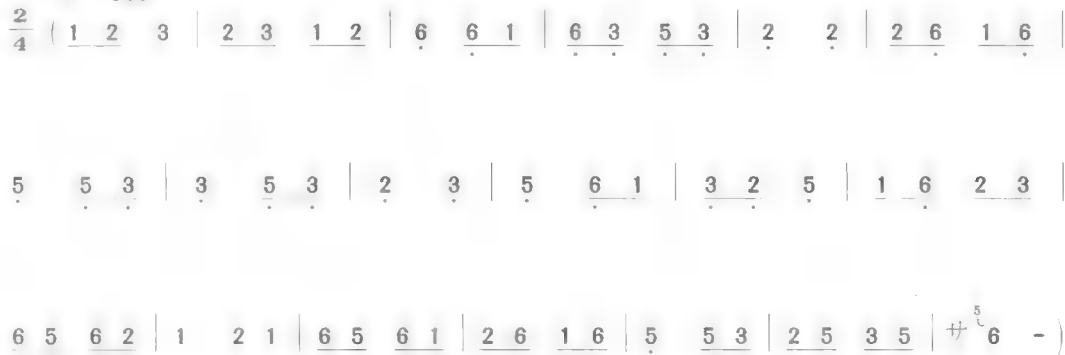 2/4 ( 1 2 3 | 2 3 1 2 | 6̣ 6̣ 1 | 6̣ 3̣ 5̣ 3̣ | 2̣ 2̣ | 2 6̣ 1 6̣ |
5̣ 5̣ 3̣ | 3̣ 5̣ 3̣ | 2̣ 3̣ | 5̣ 6̣ 1 | 3̣ 2̣ 5̣ | 1 6̣ 2 3 |
6 5 6 2 | 1 2 1 | 6 5 6 1 | 2 6 1 6 | 5̣ 5 3 | 2 5 3 5 | サ 5 6 - )